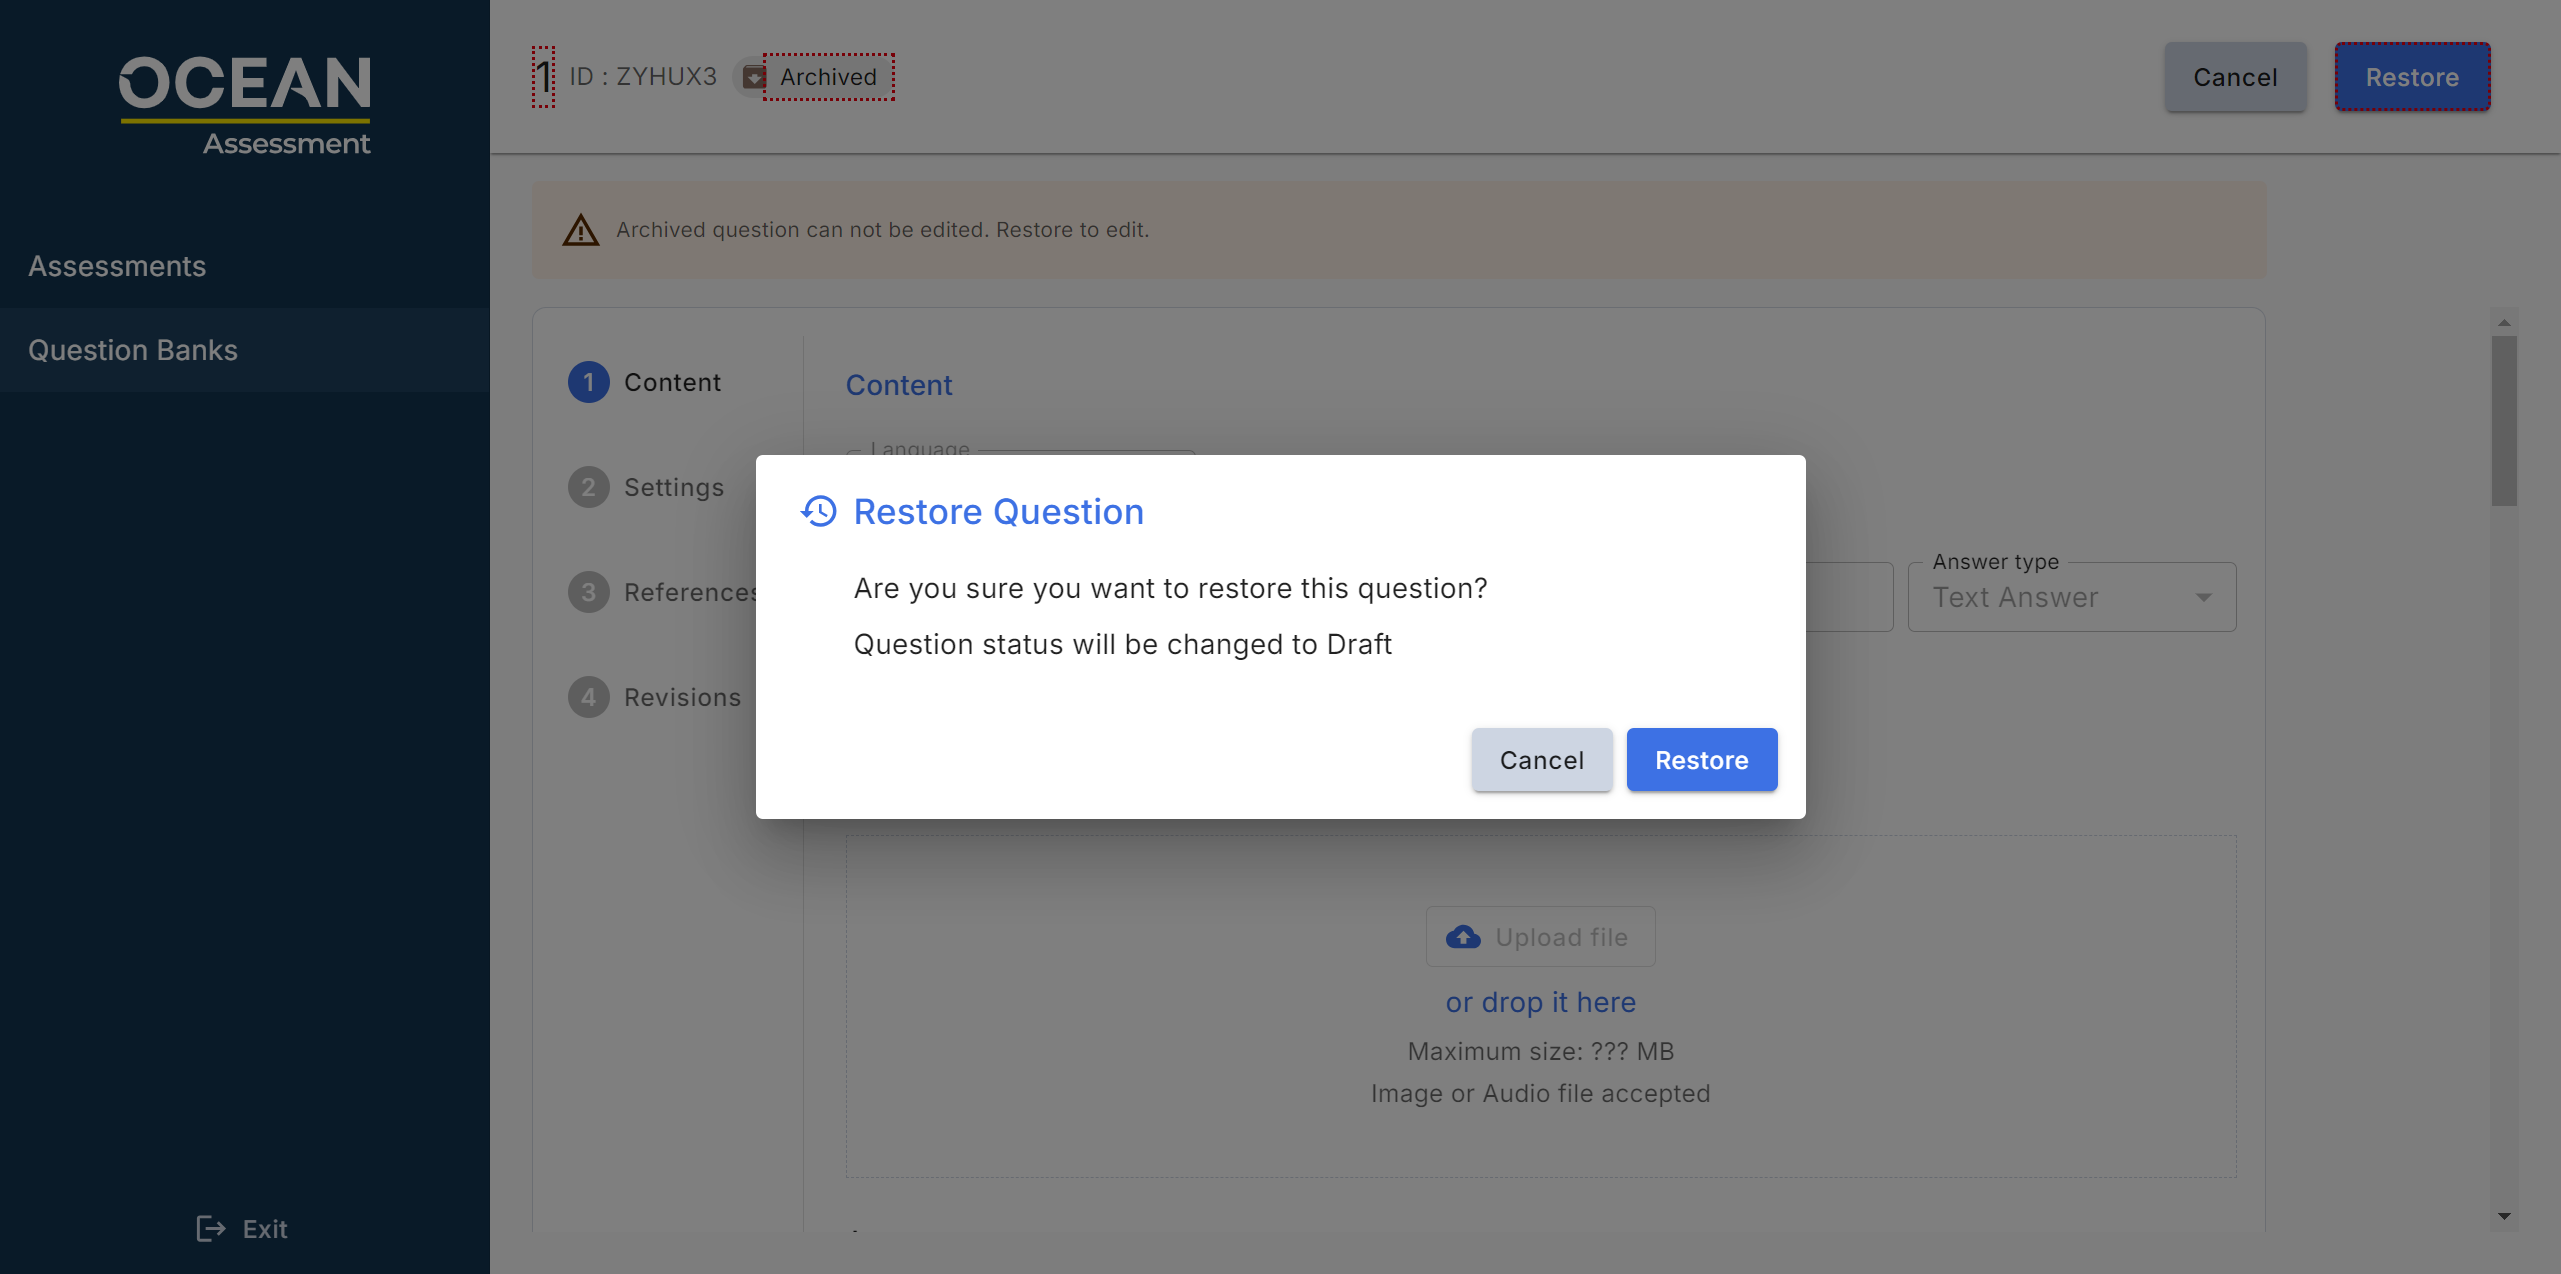 OCEAN
Assessment
Assessments
Question Banks
Exit
1 ID : ZYHUX3 Archived
Cancel
Restore
Archived question can not be edited. Restore to edit.
1 Content
2 Settings
3 References
4 Revisions
Content
Language
Answer type
Text Answer
Restore Question
Are you sure you want to restore this question?
Question status will be changed to Draft
Cancel
Restore
Upload file
or drop it here
Maximum size: ??? MB
Image or Audio file accepted